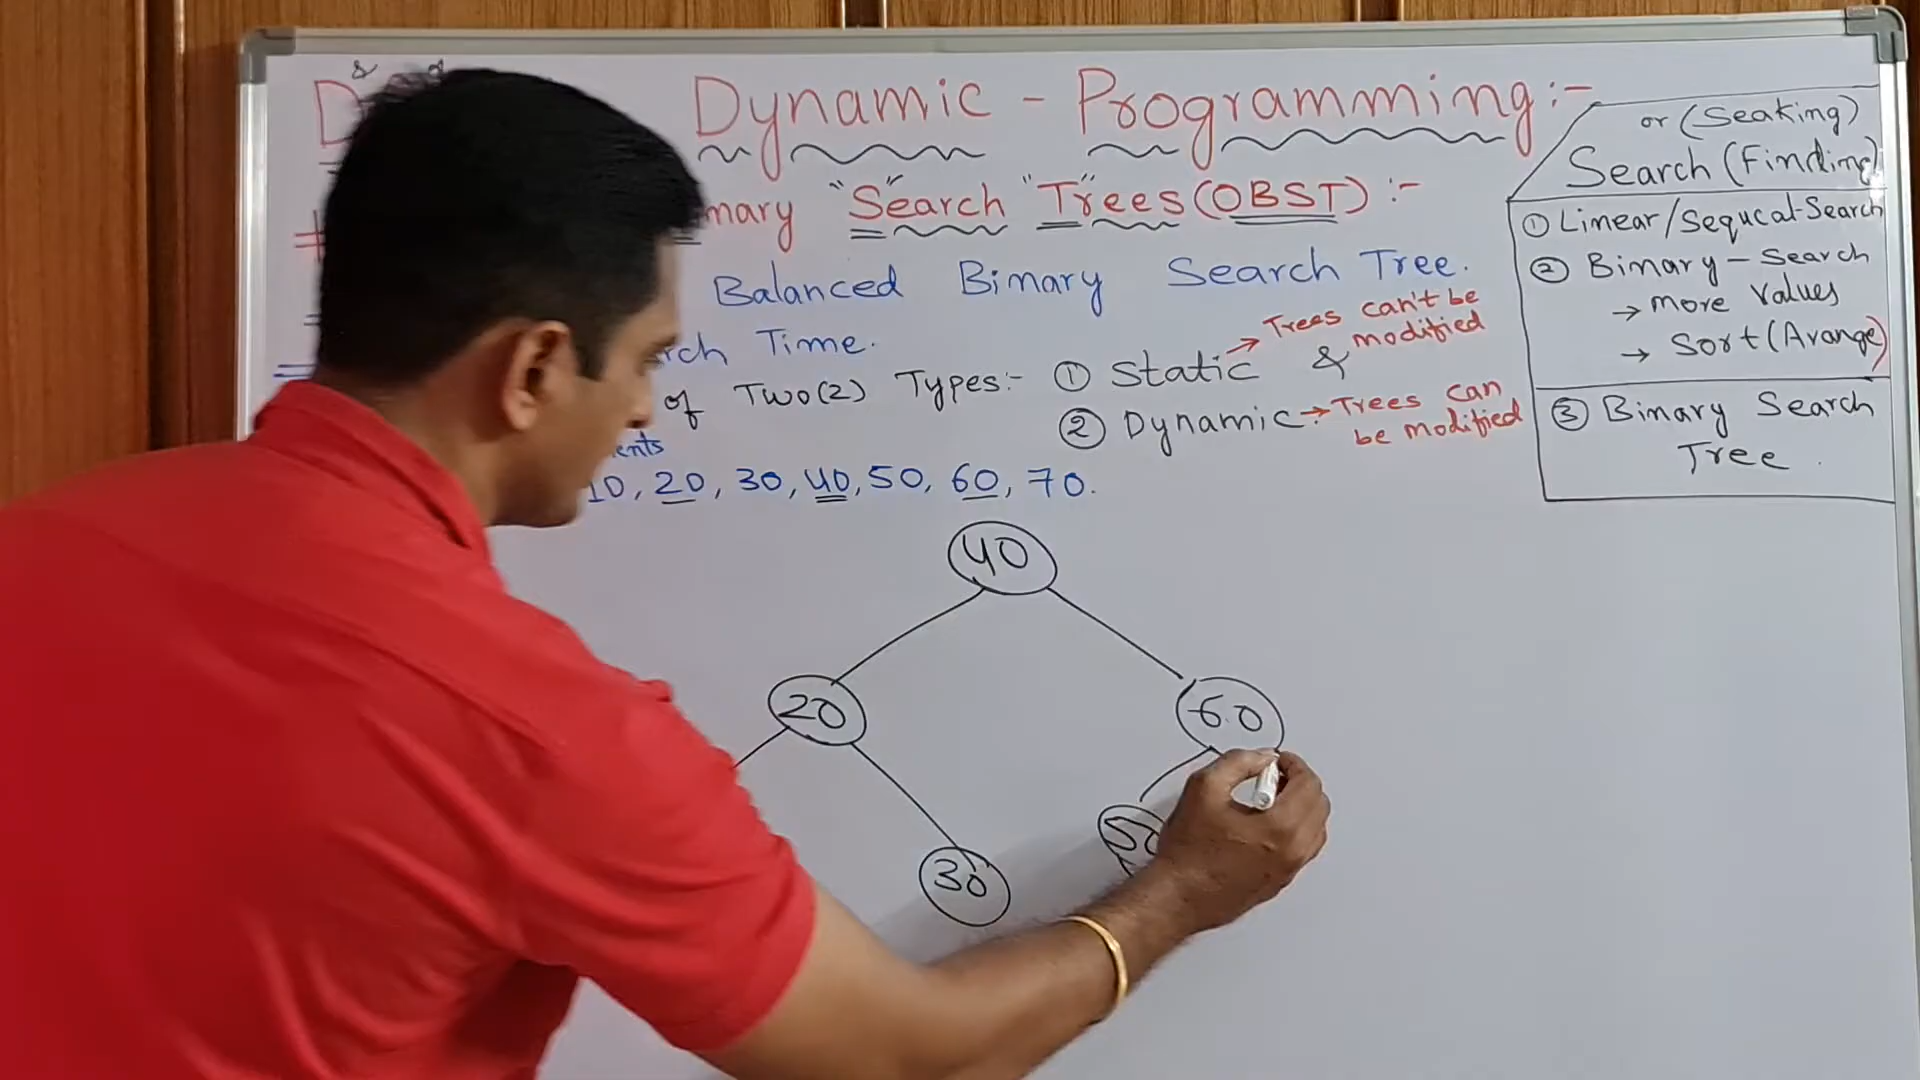 Dynamic - Programming:-
"Search "Trees" (OBST) :-
Balanced Binary Search Tree.
Time.
of Two(2) Types:- ① Static → Trees can't be modified &
② Dynamic → Trees can be modified
10, 20, 30, 40, 50, 60, 70.
40
20 60
30 50
or (Seaking)
Search (Finding)
① Linear/Sequcal-Search
② Binary - Search
→ more values
→ Sort (Arange)
③ Binary Search
Tree.